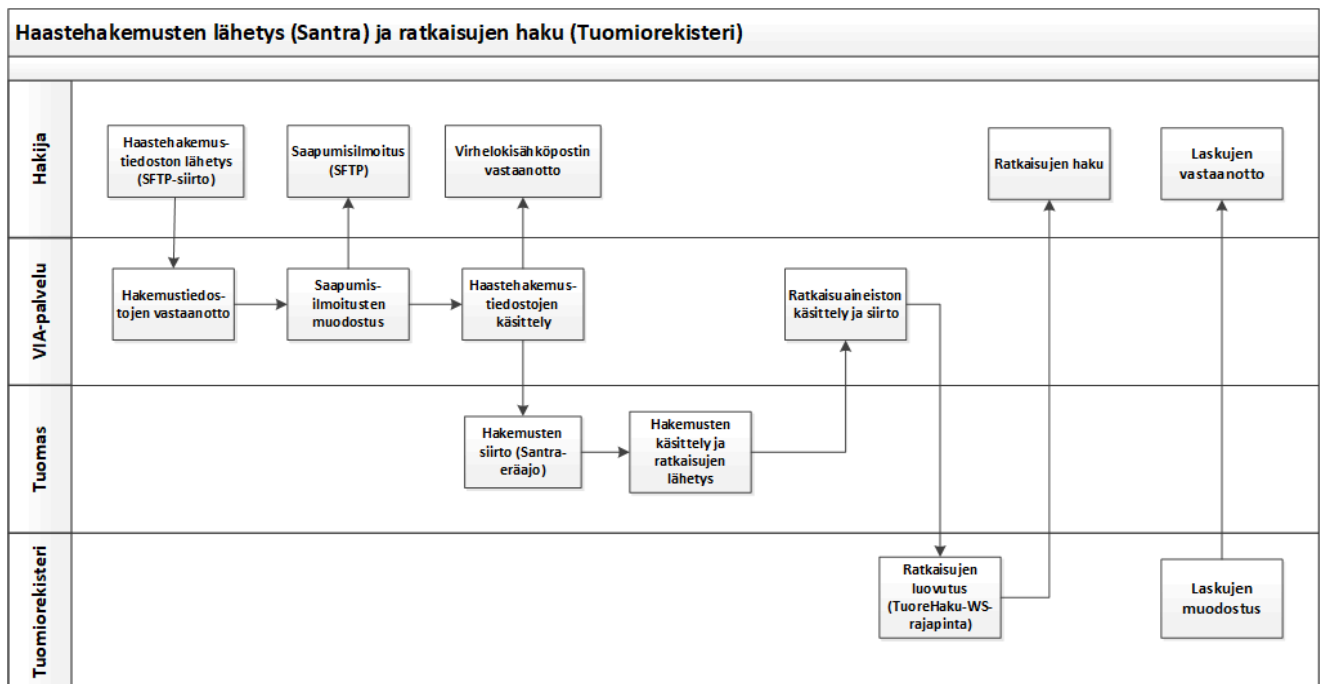 Haastehakemusten lähetys (Santra) ja ratkaisujen haku (Tuomiorekisteri)
Hakija
Haastehakemus-
tiedoston lähetys
(SFTP-siirto)
Saapumisilmoitus
(SFTP)
Virhelokisähköpostin
vastaanotto
Ratkaisujen haku
Laskujen
vastaanotto
VIA-palvelu
Hakemustiedos-
tojen vastaanotto
Saapumis-
ilmoitusten
muodostus
Haastehakemus-
tiedostojen
käsittely
Ratkaisuaineiston
käsittely ja siirto
Tuomas
Hakemusten
siirto (Santra-
eräajo)
Hakemusten
käsittely ja
ratkaisujen
lähetys
Tuomiorekisteri
Ratkaisujen
luovutus
(TuoreHaku-WS-
rajapinta)
Laskujen
muodostus